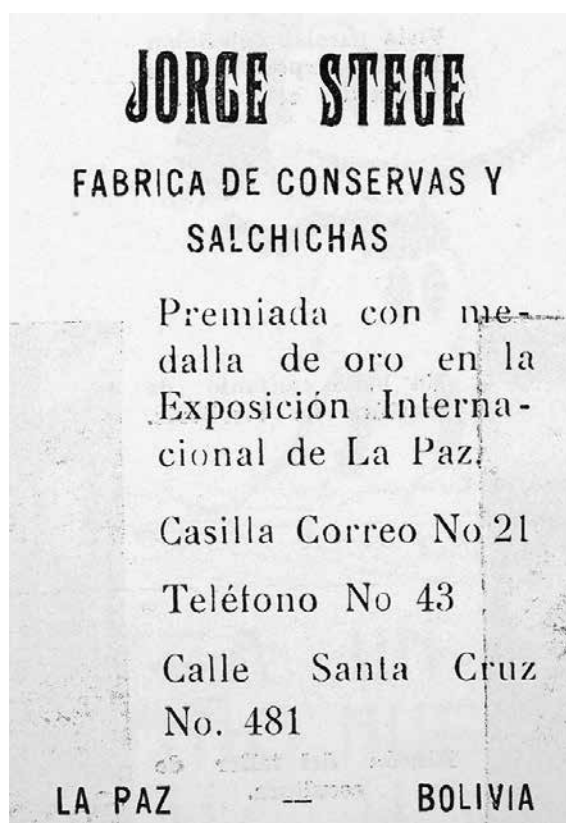 JORGE STEGE
FABRICA DE CONSERVAS Y
SALCHICHAS
Premiada con me-
dalla de oro en la
Exposición Interna-
cional de La Paz.
Casilla Correo No 21
Teléfono No 43
Calle Santa Cruz
No. 481
LA PAZ — BOLIVIA